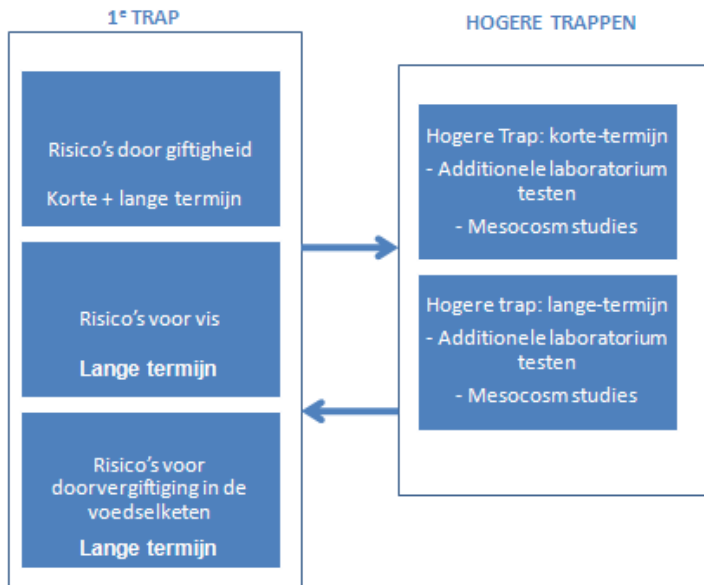 1e TRAP
Risico's door giftigheid
Korte + lange termijn
Risico's voor vis
Lange termijn
Risico's voor
doorvergiftiging in de
voedselketen
Lange termijn
HOGERE TRAPPEN
Hogere Trap: korte-termijn
- Additionele laboratorium
testen
- Mesocosm studies
Hogere trap: lange-termijn
- Additionele laboratorium
testen
- Mesocosm studies